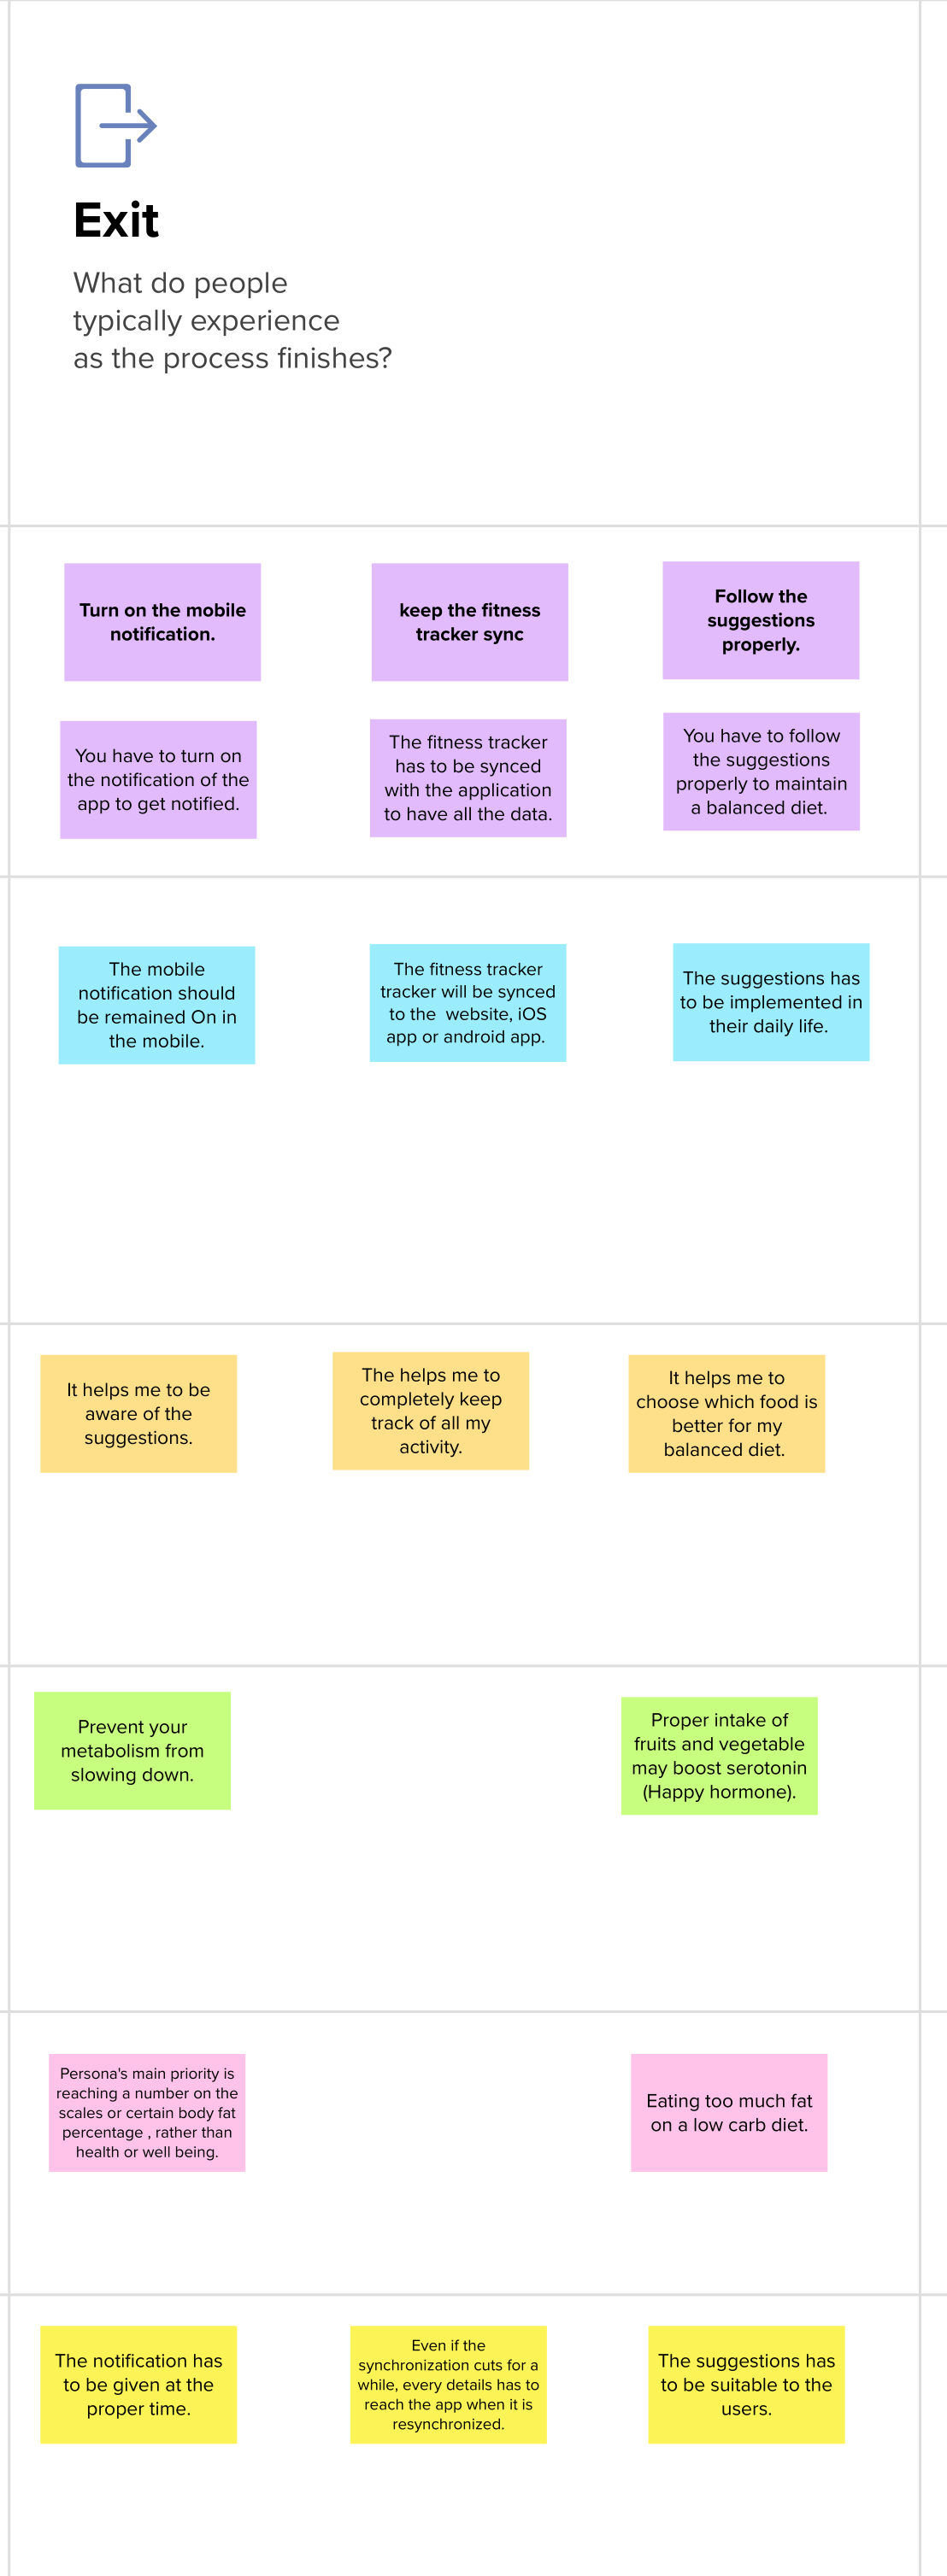 Exit
What do people
typically experience
as the process finishes?
Turn on the mobile
notification.
keep the fitness
tracker sync
Follow the
suggestions
properly.
You have to turn on
the notification of the
app to get notified.
The fitness tracker
has to be synced
with the application
to have all the data.
You have to follow
the suggestions
properly to maintain
a balanced diet.
The mobile
notification should
be remained On in
the mobile.
The fitness tracker
tracker will be synced
to the  website, iOS
app or android app.
The suggestions has
to be implemented in
their daily life.
It helps me to be
aware of the
suggestions.
The helps me to
completely keep
track of all my
activity.
It helps me to
choose which food is
better for my
balanced diet.
Prevent your
metabolism from
slowing down.
Proper intake of
fruits and vegetable
may boost serotonin
(Happy hormone).
Persona's main priority is
reaching a number on the
scales or certain body fat
percentage , rather than
health or well being.
Eating too much fat
on a low carb diet.
The notification has
to be given at the
proper time.
Even if the
synchronization cuts for a
while, every details has to
reach the app when it is
resynchronized.
The suggestions has
to be suitable to the
users.